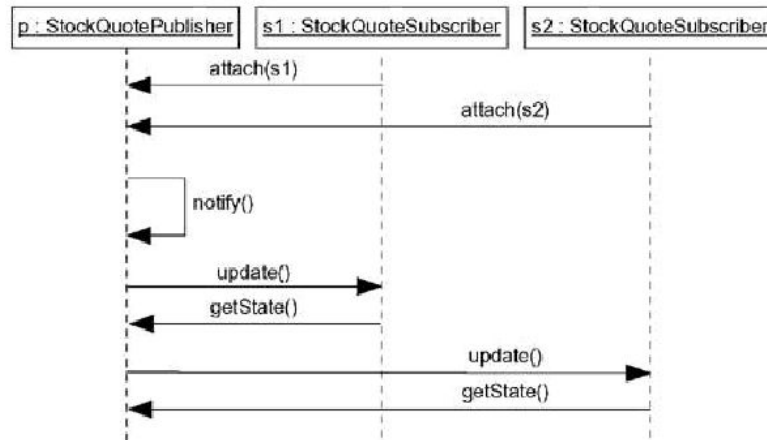 p : StockQuotePublisher s1 : StockQuoteSubscriber s2 : StockQuoteSubscriber
attach(s1)
attach(s2)
notify()
update()
getState()
update()
getState()